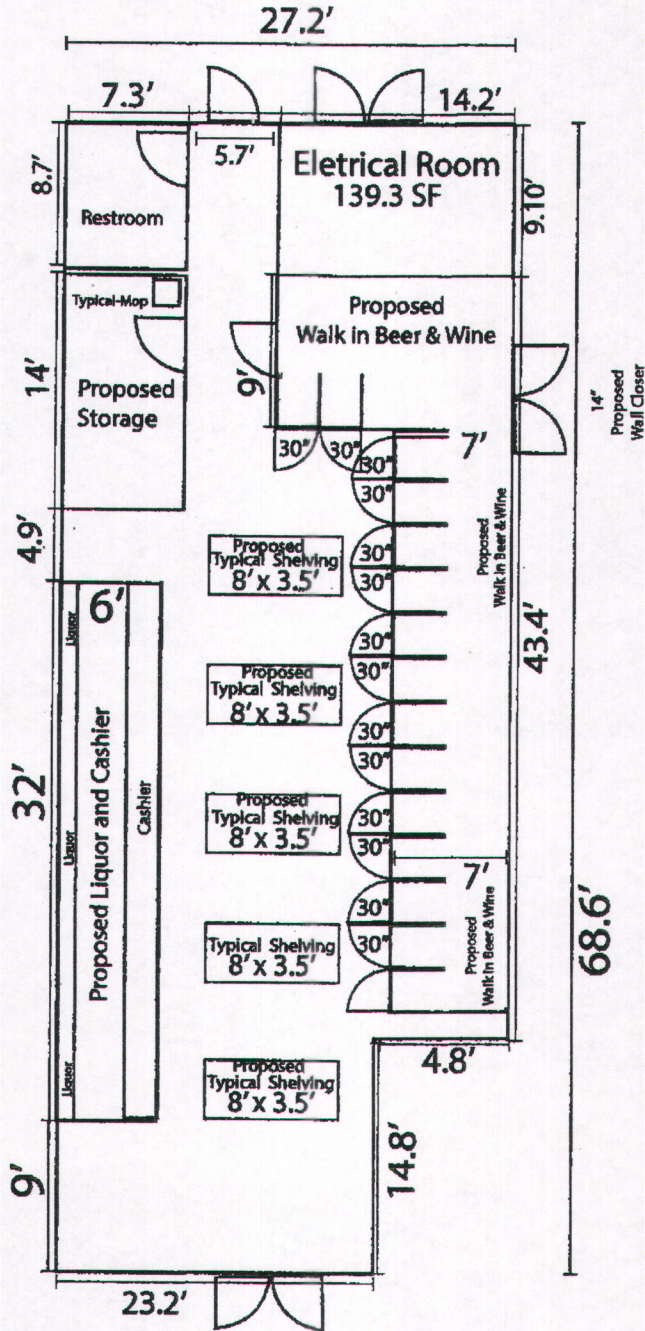 27.2'
7.3'
14.2'
5.7'
8.7'
Restroom
Eletrical Room
139.3 SF
9.10'
Typical-Mop
Proposed
Storage
14'
Proposed
Walk in Beer & Wine
9'
14"
Proposed
Wall Closer
30"
30"
30"
30"
7'
Proposed
Walk in Beer & Wine
4.9'
Proposed
Typical Shelving
8' x 3.5'
30"
30"
6'
Liquor
43.4'
Proposed
Typical Shelving
8' x 3.5'
30"
30"
32'
Proposed Liquor and Cashier
Cashier
30"
30"
Liquor
Proposed
Typical Shelving
8' x 3.5'
30"
30"
7'
Proposed
Walk in Beer & Wine
Typical Shelving
8' x 3.5'
30"
30"
68.6'
4.8'
Liquor
Proposed
Typical Shelving
8' x 3.5'
9'
14.8'
23.2'